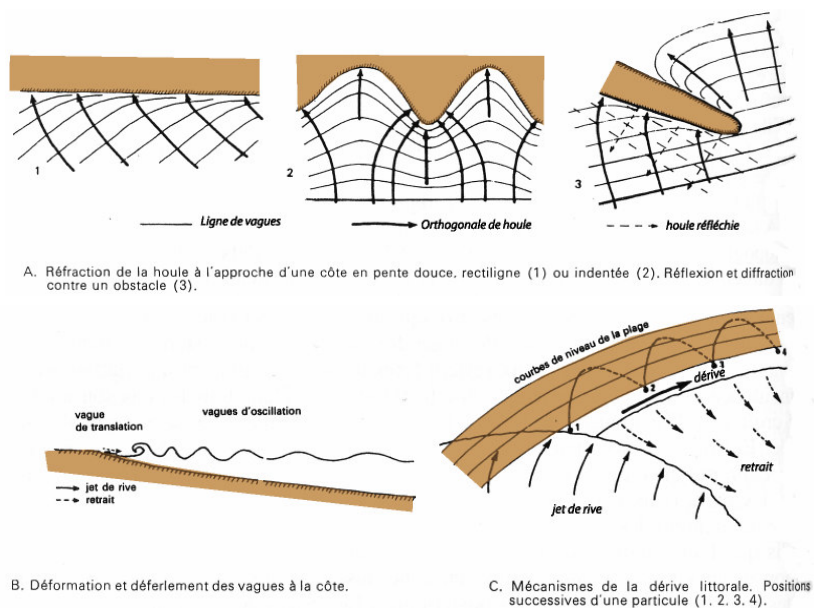 1
2
3
Ligne de vagues
Orthogonale de houle
houle réfléchie
A. Réfraction de la houle à l'approche d'une côte en pente douce, rectiligne (1) ou indentée (2). Réflexion et diffraction
contre un obstacle (3).
vague
de translation
vagues d'oscillation
jet de rive
retrait
B. Déformation et déferlement des vagues à la côte.
courbes de niveau de la plage
1
2
3
4
dérive
retrait
jet de rive
C. Mécanismes de la dérive littorale. Positions
successives d'une particule (1, 2, 3, 4).